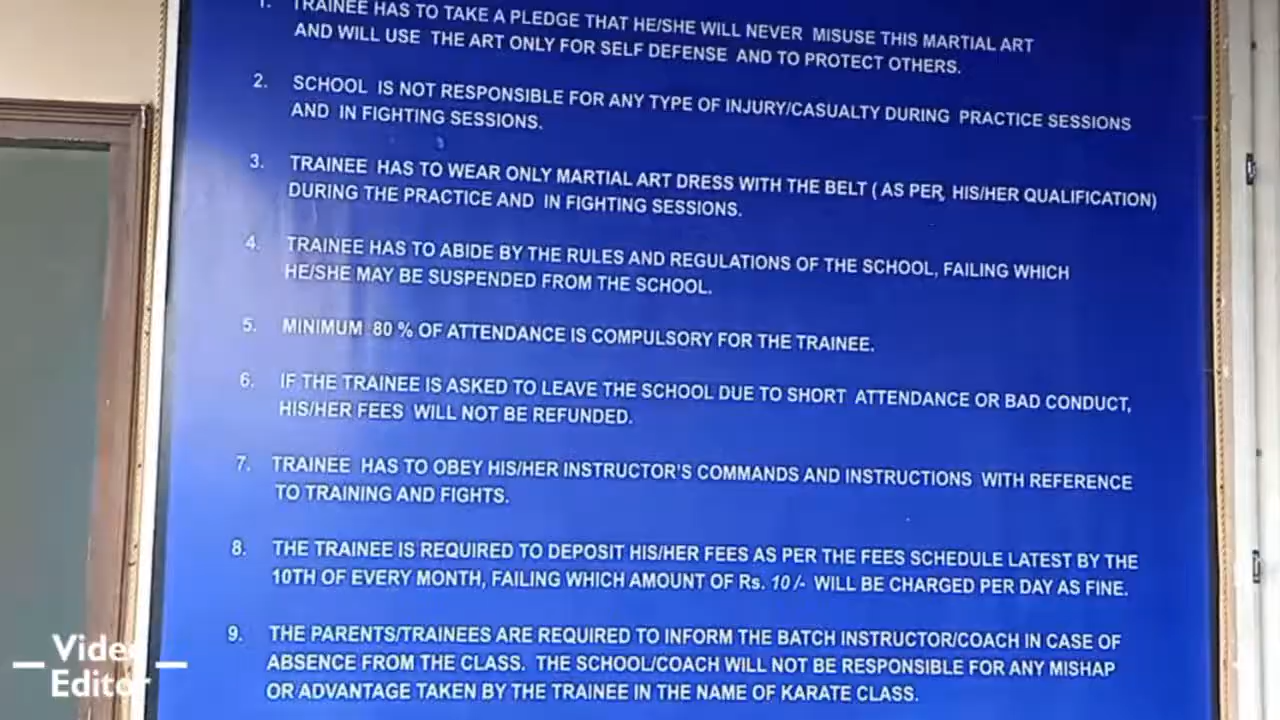 1. TRAINEE HAS TO TAKE A PLEDGE THAT HE/SHE WILL NEVER MISUSE THIS MARTIAL ART
AND WILL USE THE ART ONLY FOR SELF DEFENSE AND TO PROTECT OTHERS.
2. SCHOOL IS NOT RESPONSIBLE FOR ANY TYPE OF INJURY/CASUALTY DURING PRACTICE SESSIONS
AND IN FIGHTING SESSIONS.
3. TRAINEE HAS TO WEAR ONLY MARTIAL ART DRESS WITH THE BELT ( AS PER, HIS/HER QUALIFICATION)
DURING THE PRACTICE AND IN FIGHTING SESSIONS.
4. TRAINEE HAS TO ABIDE BY THE RULES AND REGULATIONS OF THE SCHOOL, FAILING WHICH
HE/SHE MAY BE SUSPENDED FROM THE SCHOOL.
5. MINIMUM 80 % OF ATTENDANCE IS COMPULSORY FOR THE TRAINEE.
6. IF THE TRAINEE IS ASKED TO LEAVE THE SCHOOL DUE TO SHORT ATTENDANCE OR BAD CONDUCT,
HIS/HER FEES WILL NOT BE REFUNDED.
7. TRAINEE HAS TO OBEY HIS/HER INSTRUCTOR'S COMMANDS AND INSTRUCTIONS WITH REFERENCE
TO TRAINING AND FIGHTS.
8. THE TRAINEE IS REQUIRED TO DEPOSIT HIS/HER FEES AS PER THE FEES SCHEDULE LATEST BY THE
10TH OF EVERY MONTH, FAILING WHICH AMOUNT OF Rs. 10/- WILL BE CHARGED PER DAY AS FINE.
9. THE PARENTS/TRAINEES ARE REQUIRED TO INFORM THE BATCH INSTRUCTOR/COACH IN CASE OF
ABSENCE FROM THE CLASS. THE SCHOOL/COACH WILL NOT BE RESPONSIBLE FOR ANY MISHAP
OR ADVANTAGE TAKEN BY THE TRAINEE IN THE NAME OF KARATE CLASS.
Video
Editor